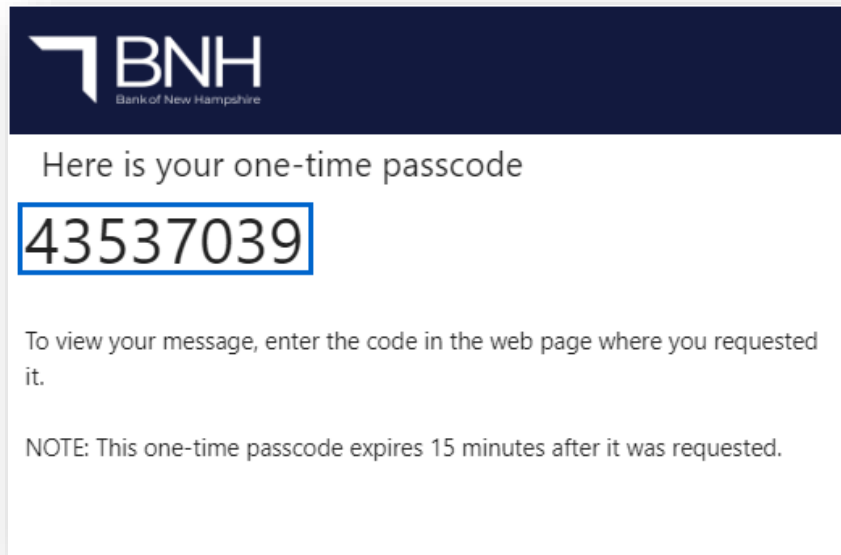 BNH
Bank of New Hampshire
Here is your one-time passcode
43537039
To view your message, enter the code in the web page where you requested
it.
NOTE: This one-time passcode expires 15 minutes after it was requested.